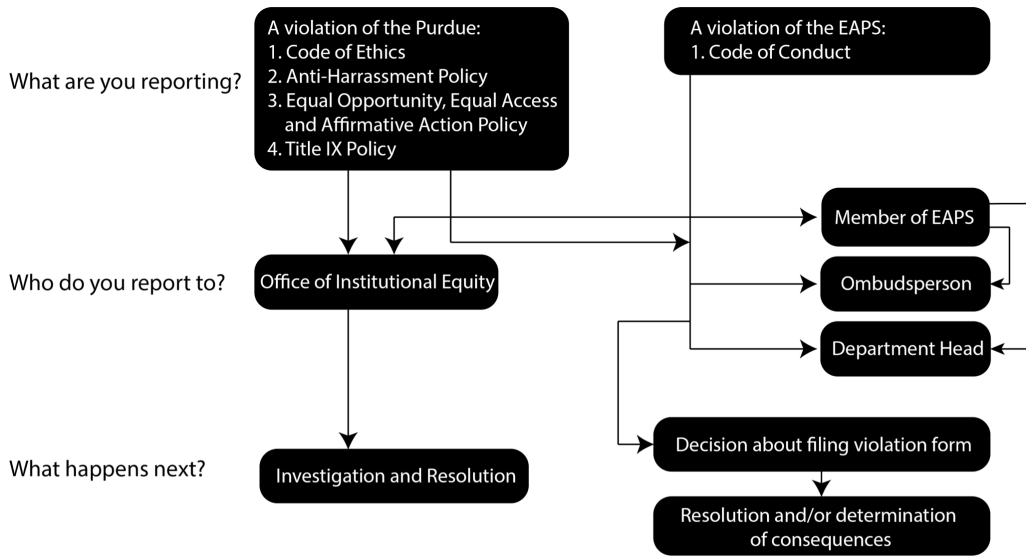 What are you reporting?
A violation of the Purdue:
1. Code of Ethics
2. Anti-Harrassment Policy
3. Equal Opportunity, Equal Access
and Affirmative Action Policy
4. Title IX Policy
A violation of the EAPS:
1. Code of Conduct
Who do you report to?
Office of Institutional Equity
Member of EAPS
Ombudsperson
Department Head
What happens next?
Investigation and Resolution
Decision about filing violation form
Resolution and/or determination
of consequences